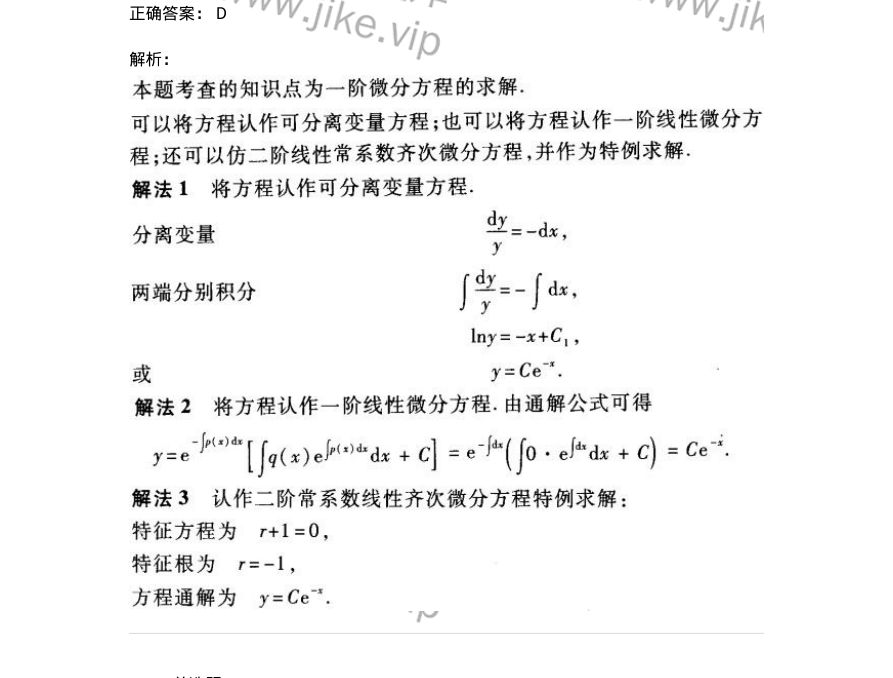 正确答案： D
www.jike.vip
www.jik
解析：
本题考查的知识点为一阶微分方程的求解.
可以将方程认作可分离变量方程;也可以将方程认作一阶线性微分方
程;还可以仿二阶线性常系数齐次微分方程,并作为特例求解.
解法 1 将方程认作可分离变量方程.
分离变量 dy/y=-dx,
两端分别积分 ∫dy/y=-∫dx,
lny=-x+C₁,
或 y=Ce⁻ˣ.
解法 2 将方程认作一阶线性微分方程.由通解公式可得
y=e^{-∫p(x)dx}[∫q(x)e^{∫p(x)dx}dx + C] = e^{-∫dx}(∫0·e^{∫dx}dx + C) = Ce⁻ˣ.
解法 3 认作二阶常系数线性齐次微分方程特例求解:
特征方程为 r+1=0,
特征根为 r=-1,
方程通解为 y=Ce⁻ˣ.